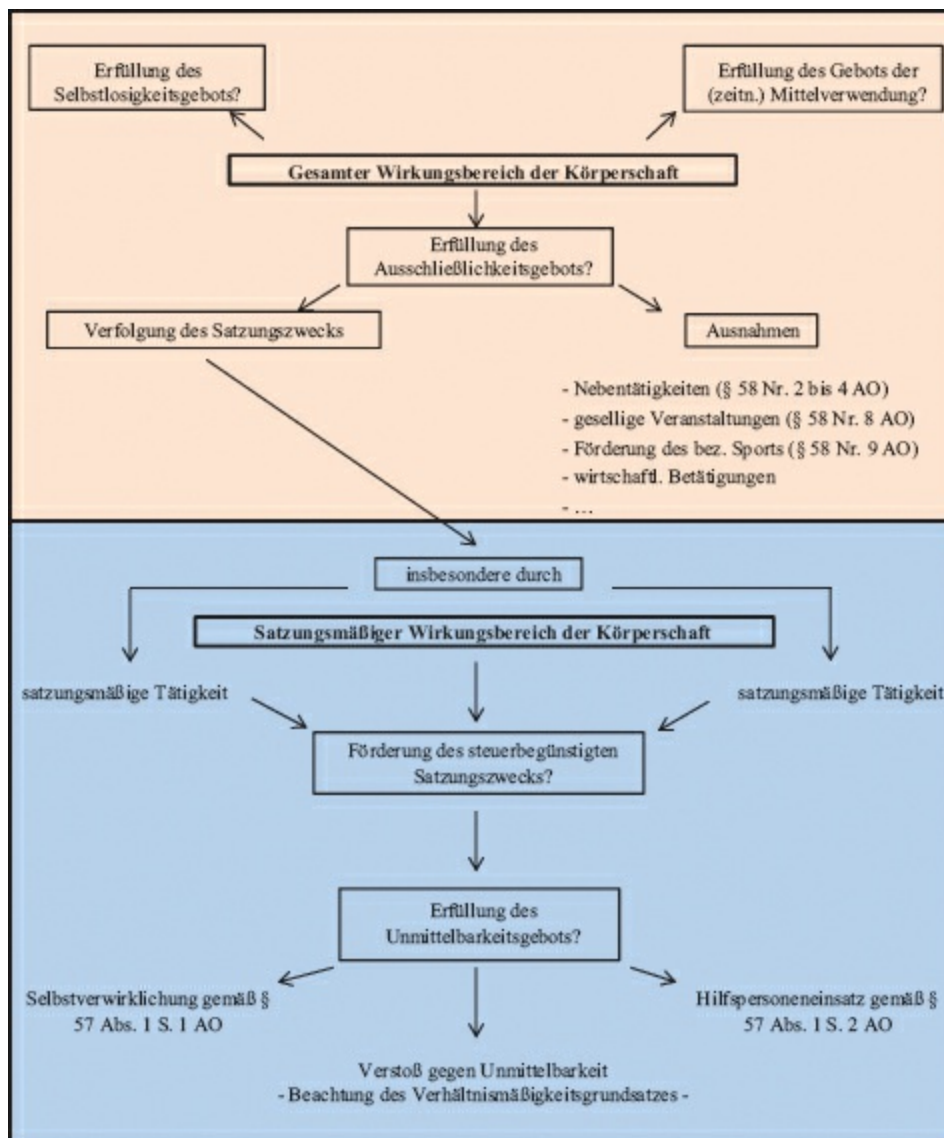 Erfüllung des
Selbstlosigkeitsgebots?
Erfüllung des Gebots der
(zeitn.) Mittelverwendung?
Gesamter Wirkungsbereich der Körperschaft
Erfüllung des
Ausschließlichkeitsgebots?
Verfolgung des Satzungszwecks
Ausnahmen
- Nebentätigkeiten (§ 58 Nr. 2 bis 4 AO)
- gesellige Veranstaltungen (§ 58 Nr. 8 AO)
- Förderung des bez. Sports (§ 58 Nr. 9 AO)
- wirtschaftl. Betätigungen
- ...
insbesondere durch
Satzungsmäßiger Wirkungsbereich der Körperschaft
satzungsmäßige Tätigkeit
satzungsmäßige Tätigkeit
Förderung des steuerbegünstigten
Satzungszwecks?
Erfüllung des
Unmittelbarkeitsgebots?
Selbstverwirklichung gemäß §
57 Abs. 1 S. 1 AO
Hilfspersoneneinsatz gemäß §
57 Abs. 1 S. 2 AO
Verstoß gegen Unmittelbarkeit
- Beachtung des Verhältnismäßigkeitsgrundsatzes -